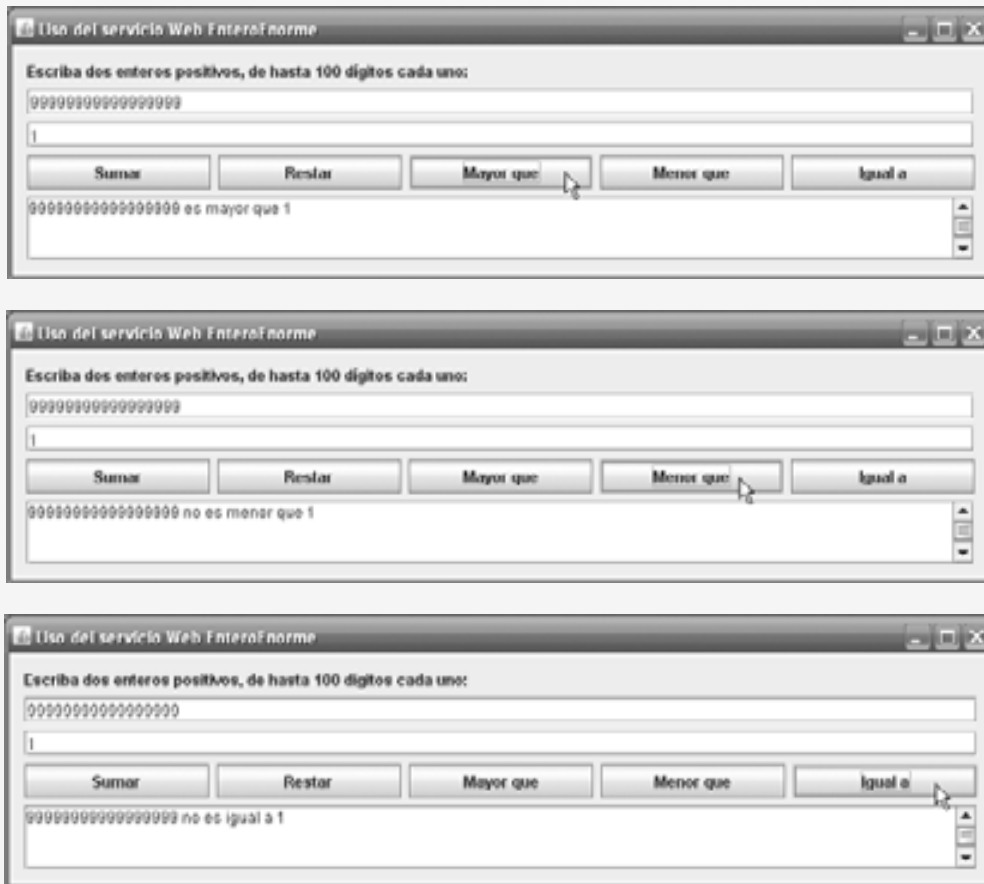 Uso del servicio Web EnteroEnorme
Escriba dos enteros positivos, de hasta 100 dígitos cada uno:
99999999999999999
1
Sumar Restar Mayor que Menor que Igual a
99999999999999999 es mayor que 1
Uso del servicio Web EnteroEnorme
Escriba dos enteros positivos, de hasta 100 dígitos cada uno:
99999999999999999
1
Sumar Restar Mayor que Menor que Igual a
99999999999999999 no es menor que 1
Uso del servicio Web EnteroEnorme
Escriba dos enteros positivos, de hasta 100 dígitos cada uno:
99999999999999999
1
Sumar Restar Mayor que Menor que Igual a
99999999999999999 no es igual a 1